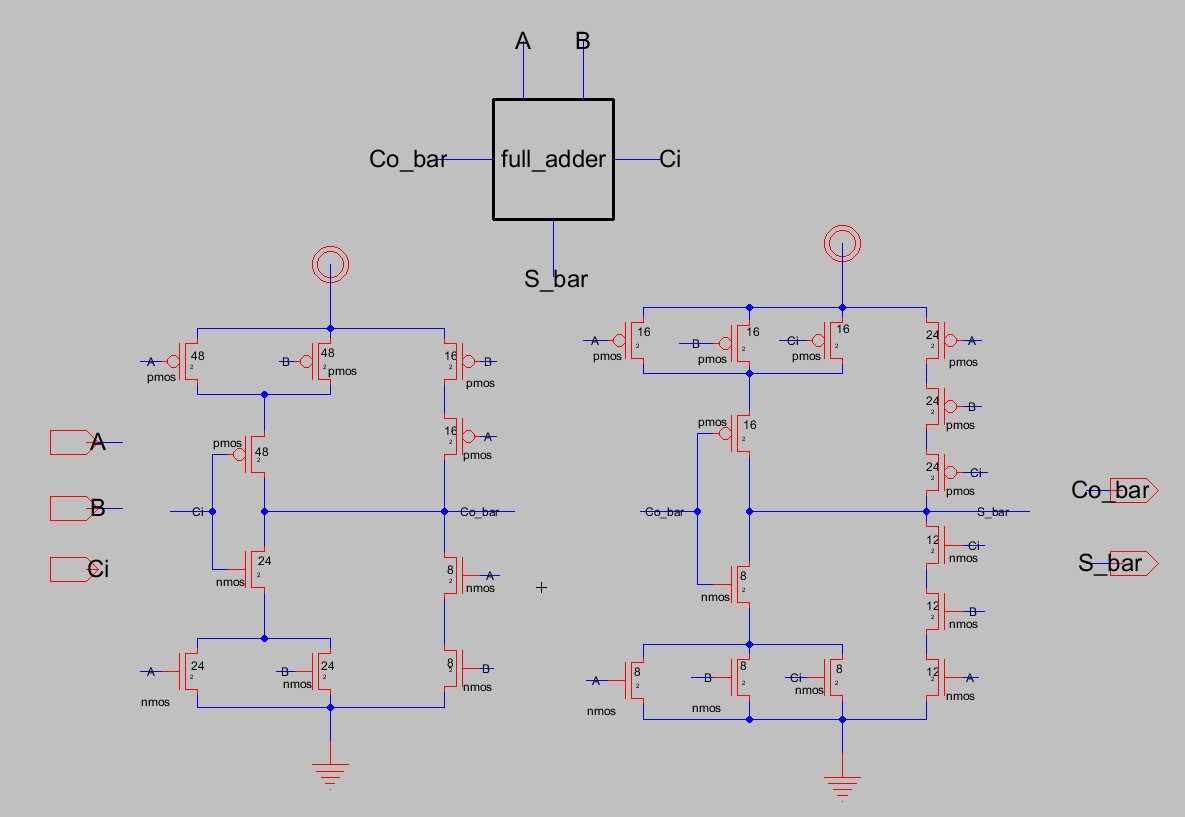 A B
Co_bar full_adder Ci
S_bar
A 48 2 pmos
B 48 2 pmos
16 B pmos
16 A pmos
pmos 48 2
Ci
Co_bar
24 2 nmos
8 A nmos
A 24 2 nmos
B 24 2 nmos
8 2 B nmos
A
B
Ci
A 16 2 pmos
B 16 2 pmos
Ci 16 2 pmos
24 2 A pmos
24 2 B pmos
24 2 Ci pmos
pmos 16 2
Co_bar
S_bar
8 2 nmos
12 2 Ci nmos
12 2 B nmos
A 8 2 nmos
B 8 2 nmos
Ci 8 2 nmos
12 2 A nmos
Co_bar
S_bar